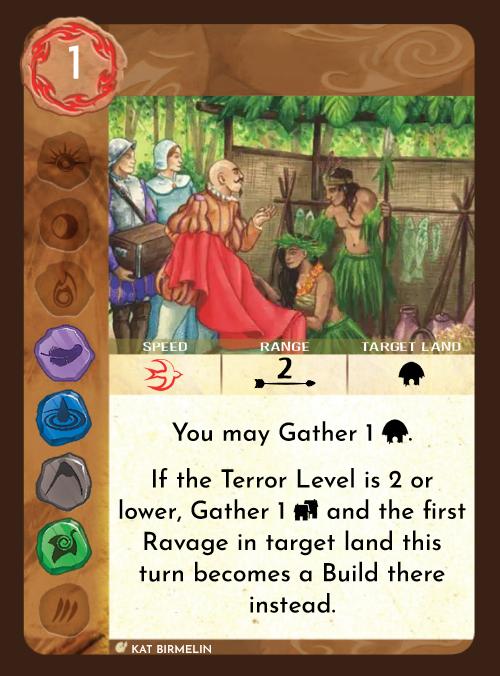 1
SPEED RANGE TARGET LAND
2
You may Gather 1 .
If the Terror Level is 2 or
lower, Gather 1 and the first
Ravage in target land this
turn becomes a Build there
instead.
KAT BIRMELIN